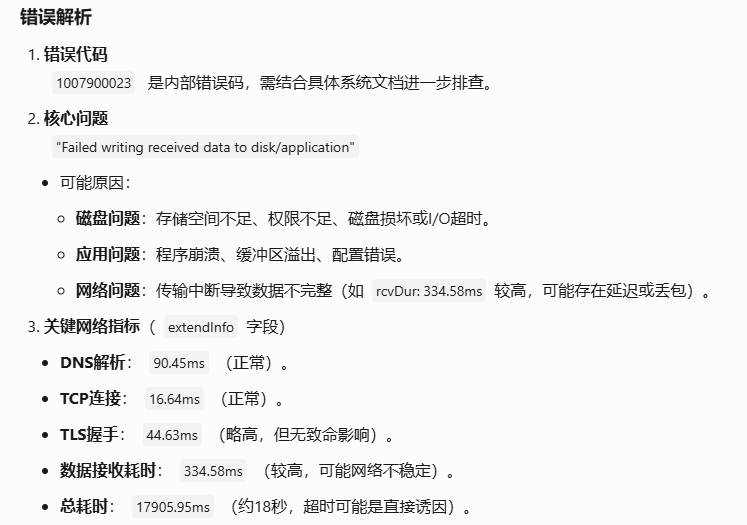 错误解析
1. 错误代码
1007900023 是内部错误码，需结合具体系统文档进一步排查。
2. 核心问题
"Failed writing received data to disk/application"
• 可能原因：
◦ 磁盘问题：存储空间不足、权限不足、磁盘损坏或I/O超时。
◦ 应用问题：程序崩溃、缓冲区溢出、配置错误。
◦ 网络问题：传输中断导致数据不完整（如 rcvDur: 334.58ms 较高，可能存在延迟或丢包）。
3. 关键网络指标（ extendInfo 字段）
• DNS解析： 90.45ms （正常）。
• TCP连接： 16.64ms （正常）。
• TLS握手： 44.63ms （略高，但无致命影响）。
• 数据接收耗时： 334.58ms （较高，可能网络不稳定）。
• 总耗时： 17905.95ms （约18秒，超时可能是直接诱因）。